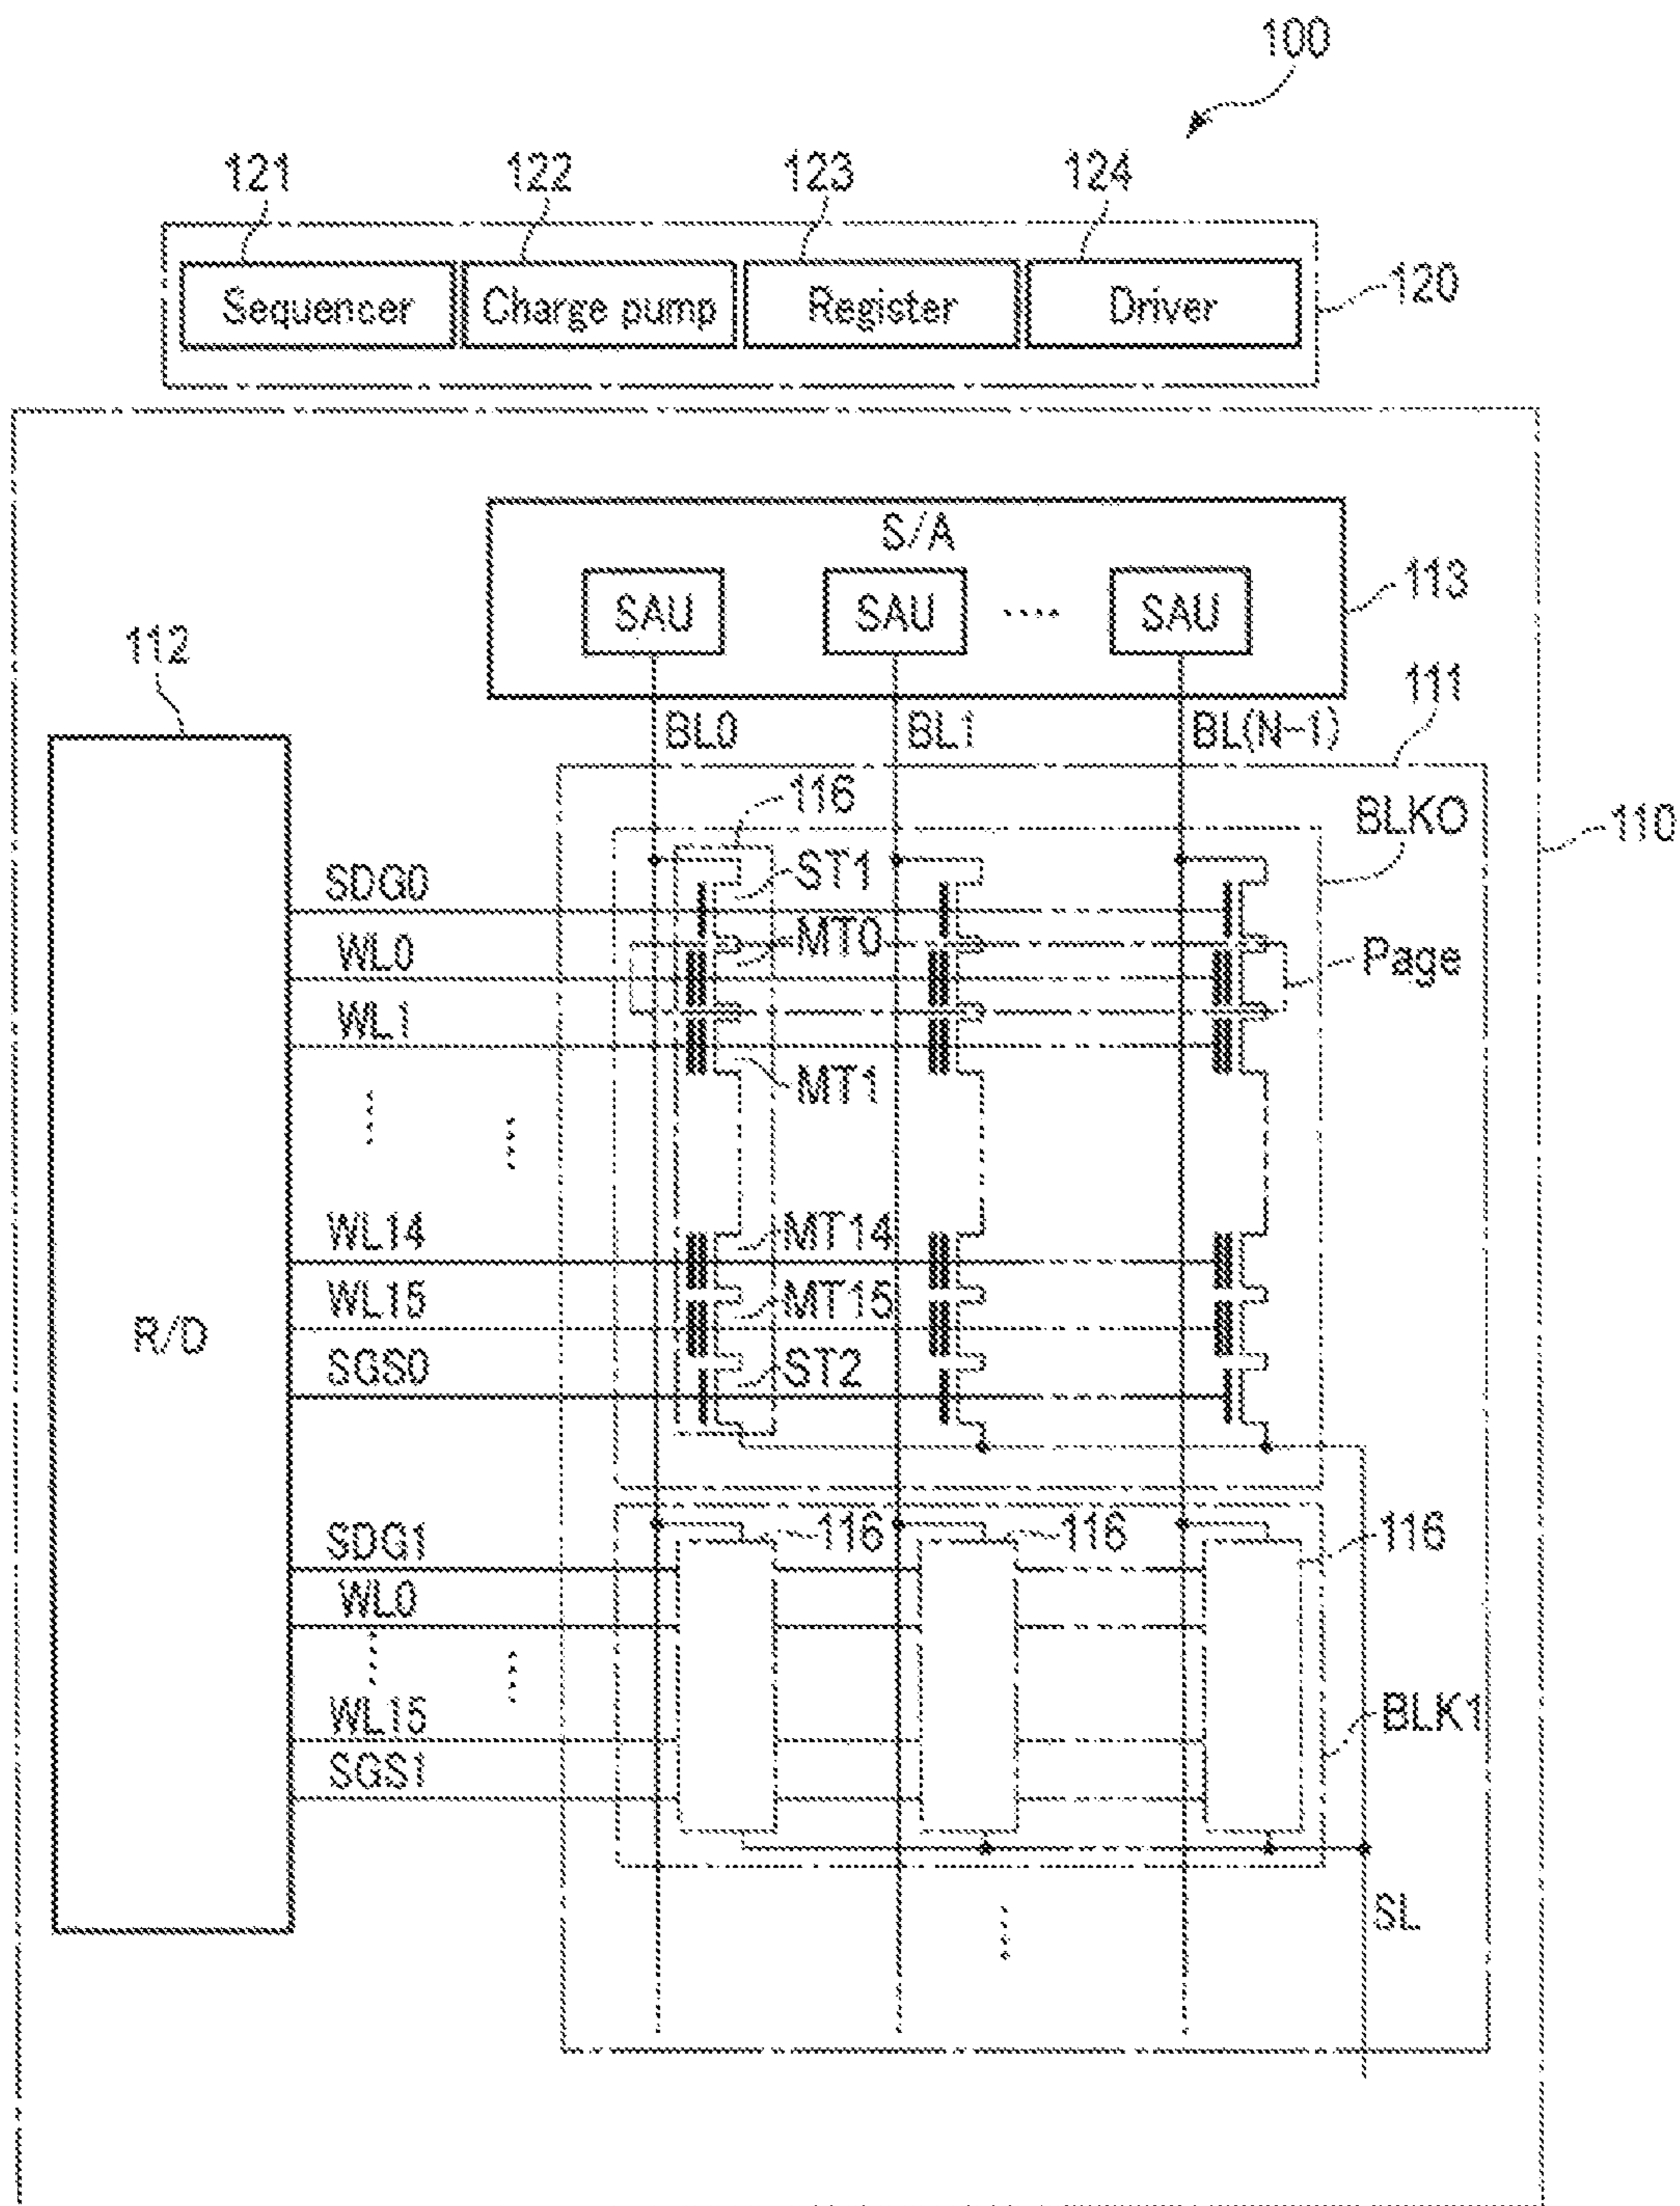 100
121
122
123
124
Sequencer
Charge pump
Register
Driver
120
S/A
SAU
SAU
....
SAU
113
112
111
BL0
BL1
BL(N-1)
116
BLKO
110
SDG0
ST1
WL0
MT0
Page
WL1
MT1
WL14
MT14
WL15
MT15
R/D
SGS0
ST2
SDG1
116
116
116
WL0
WL15
BLK1
SGS1
SL